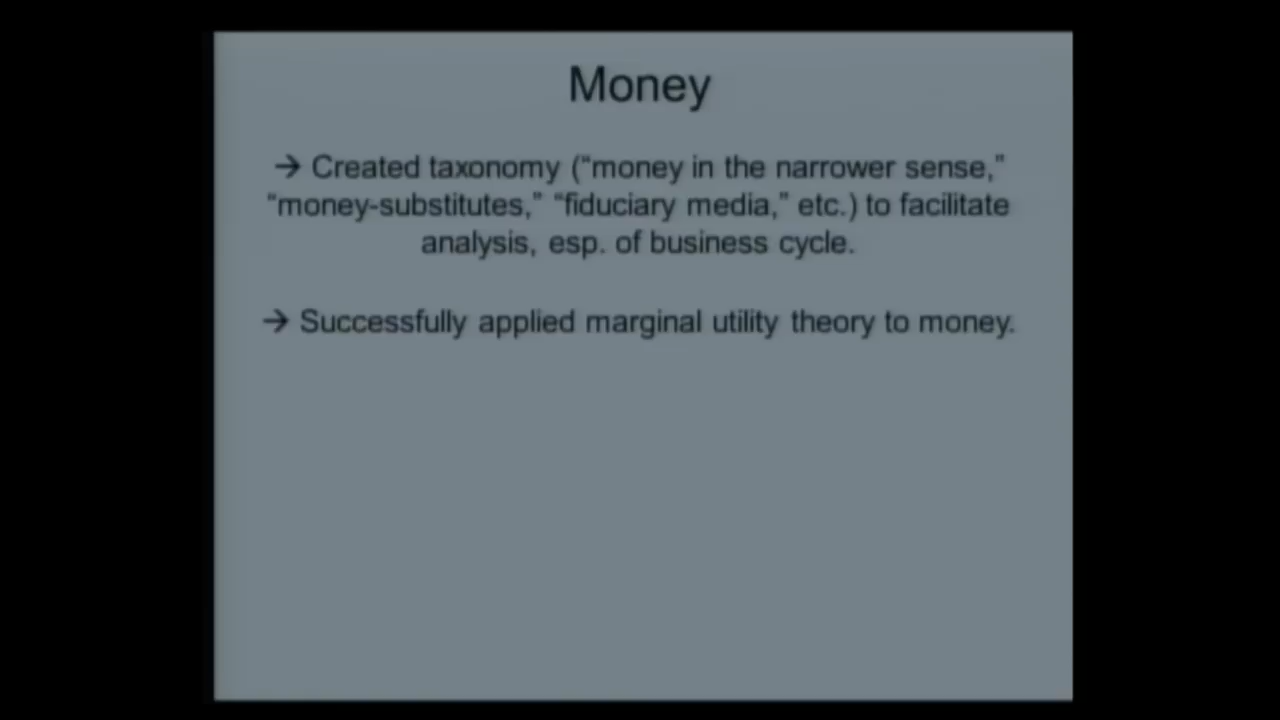 Money
→ Created taxonomy (“money in the narrower sense,”
“money-substitutes,” “fiduciary media,” etc.) to facilitate
analysis, esp. of business cycle.
→ Successfully applied marginal utility theory to money.